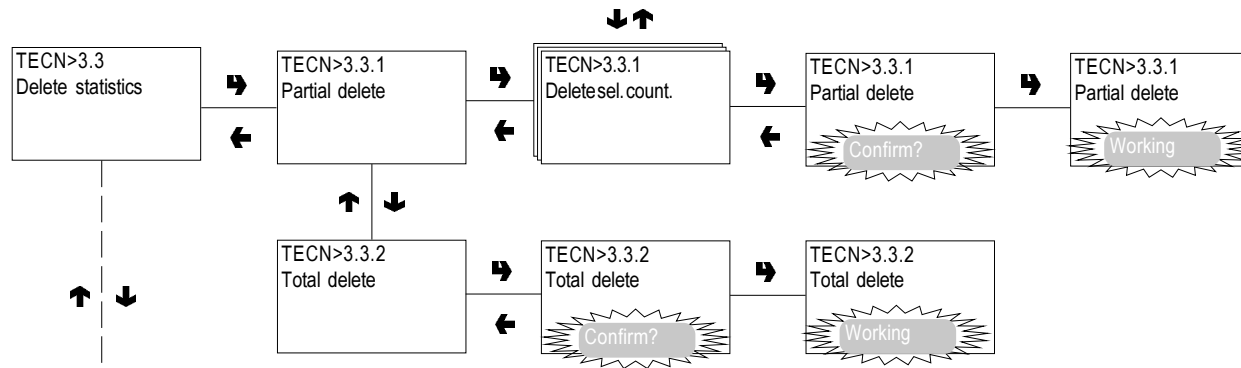 TECN>3.3
Delete statistics
TECN>3.3.1
Partial delete
TECN>3.3.1
Delete sel. count.
TECN>3.3.1
Partial delete
Confirm?
TECN>3.3.1
Partial delete
Working
TECN>3.3.2
Total delete
TECN>3.3.2
Total delete
Confirm?
TECN>3.3.2
Total delete
Working